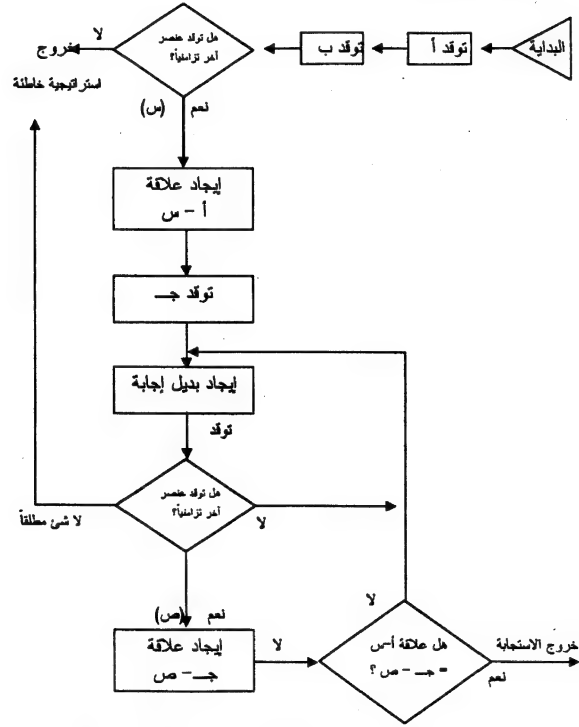 البداية
توقد أ
توقد ب
هل توقد عنصر
آخر تزامنياً؟
لا
خروج
استراتيجية خاطئة
نعم
(س)
إيجاد علاقة
أ - س
توقد جـ
إيجاد بديل إجابة
توقد
هل توقد عنصر
آخر تزامنياً؟
لا شئ مطلقاً
لا
نعم
(ص)
إيجاد علاقة
جـ - ص
لا
هل علاقة أ-س
= جـ - ص ؟
لا
نعم
خروج الاستجابة